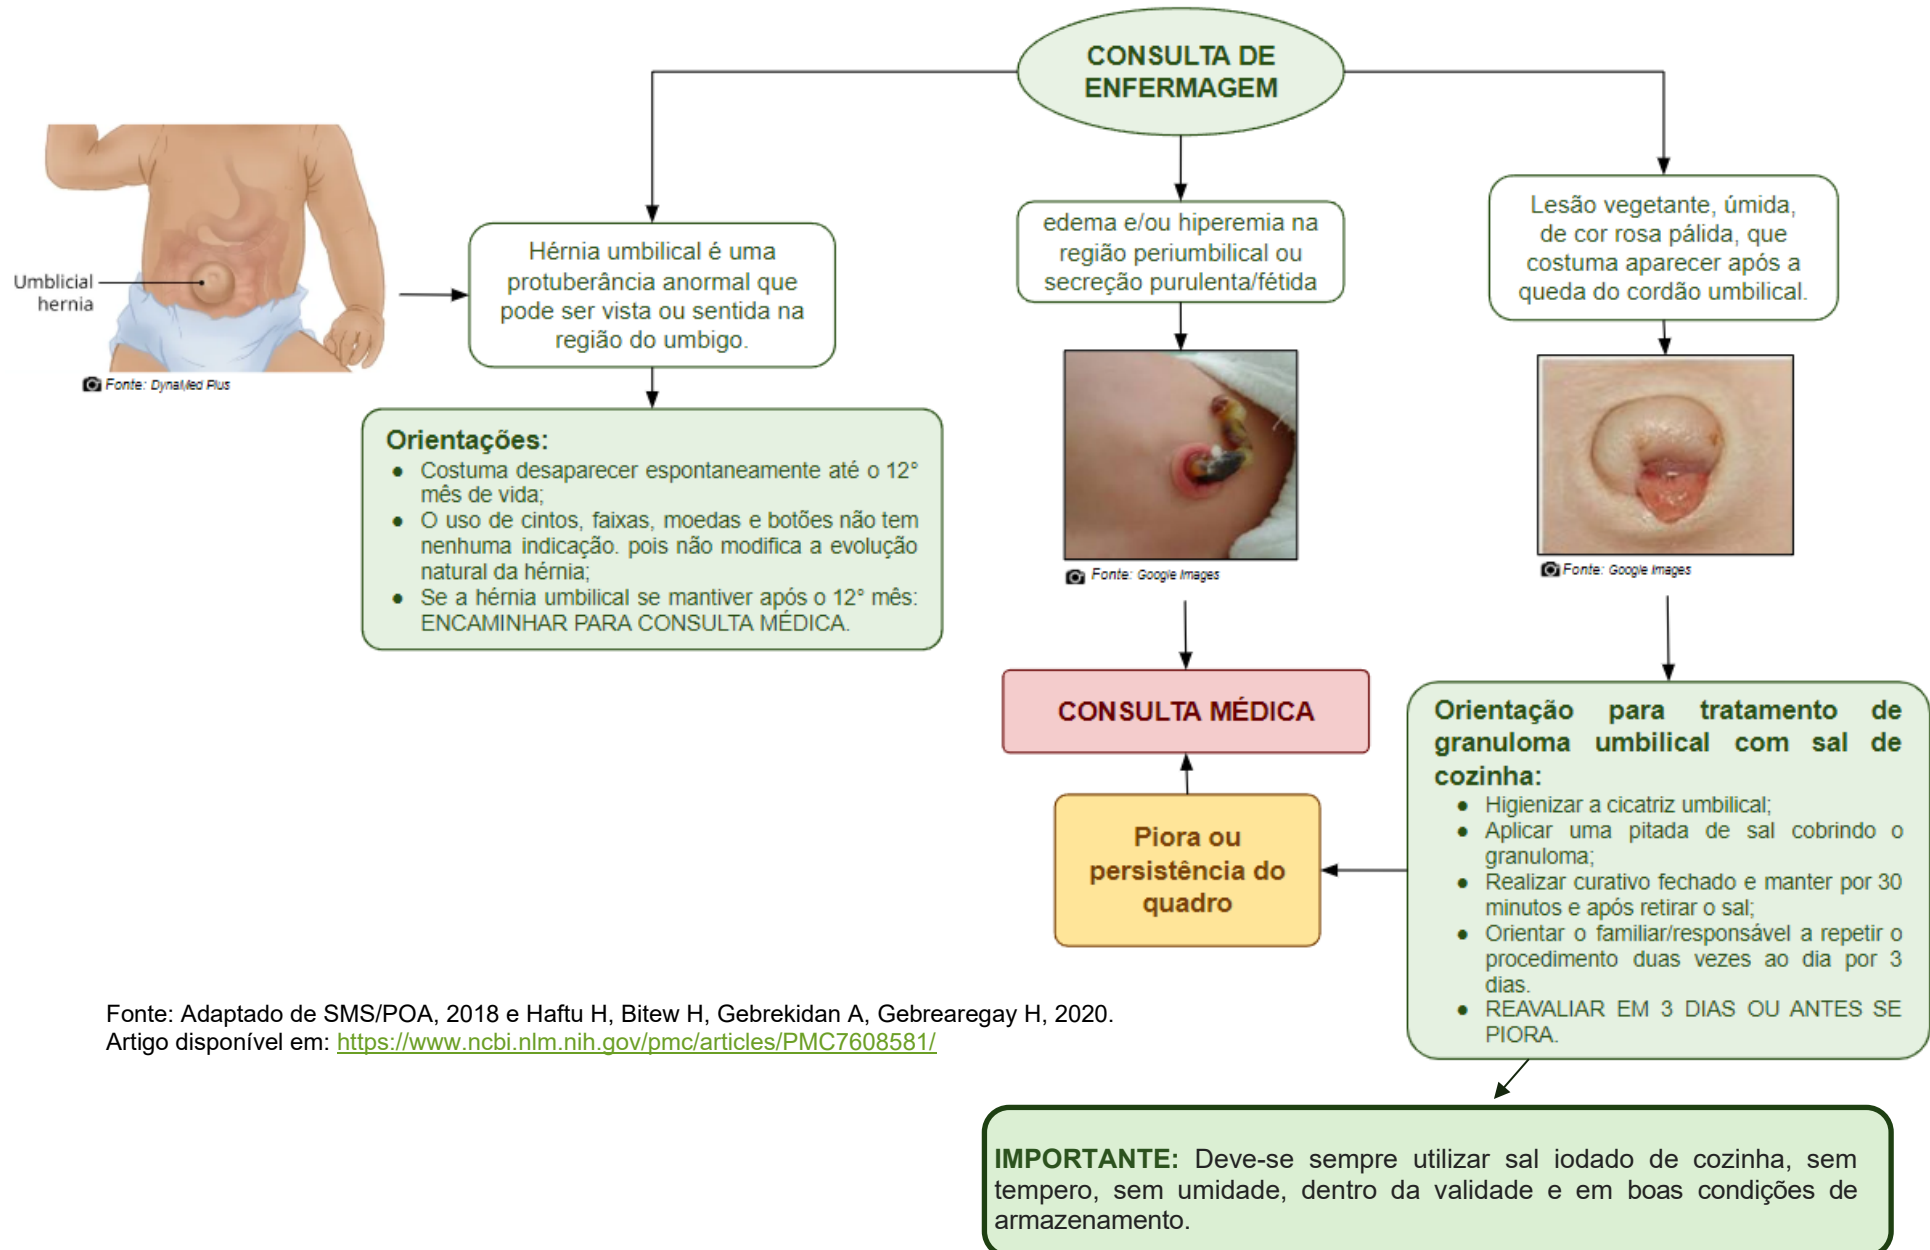 CONSULTA DE
ENFERMAGEM
Umblicial
hernia
Fonte: DynaMed Plus
Hérnia umbilical é uma
protuberância anormal que
pode ser vista ou sentida na
região do umbigo.
edema e/ou hiperemia na
região periumbilical ou
secreção purulenta/fétida
Lesão vegetante, úmida,
de cor rosa pálida, que
costuma aparecer após a
queda do cordão umbilical.
Orientações:
● Costuma desaparecer espontaneamente até o 12°
mês de vida;
● O uso de cintos, faixas, moedas e botões não tem
nenhuma indicação. pois não modifica a evolução
natural da hérnia;
● Se a hérnia umbilical se mantiver após o 12° mês:
ENCAMINHAR PARA CONSULTA MÉDICA.
Fonte: Google Images
Fonte: Google Images
CONSULTA MÉDICA
Piora ou
persistência do
quadro
Orientação para tratamento de
granuloma umbilical com sal de
cozinha:
● Higienizar a cicatriz umbilical;
● Aplicar uma pitada de sal cobrindo o
granuloma;
● Realizar curativo fechado e manter por 30
minutos e após retirar o sal;
● Orientar o familiar/responsável a repetir o
procedimento duas vezes ao dia por 3
dias.
● REAVALIAR EM 3 DIAS OU ANTES SE
PIORA.
Fonte: Adaptado de SMS/POA, 2018 e Haftu H, Bitew H, Gebrekidan A, Gebrearegay H, 2020.
Artigo disponível em: https://www.ncbi.nlm.nih.gov/pmc/articles/PMC7608581/
IMPORTANTE: Deve-se sempre utilizar sal iodado de cozinha, sem
tempero, sem umidade, dentro da validade e em boas condições de
armazenamento.